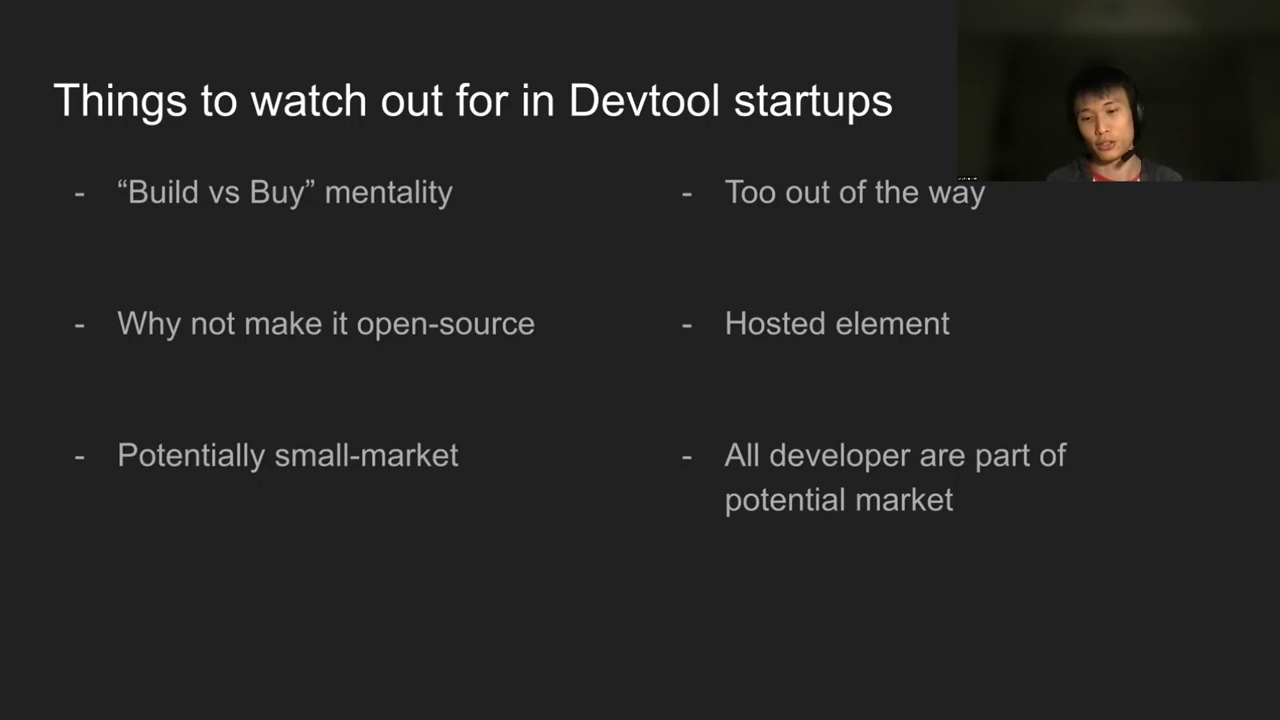 Things to watch out for in Devtool startups
- “Build vs Buy” mentality
- Why not make it open-source
- Potentially small-market
- Too out of the way
- Hosted element
- All developer are part of
potential market